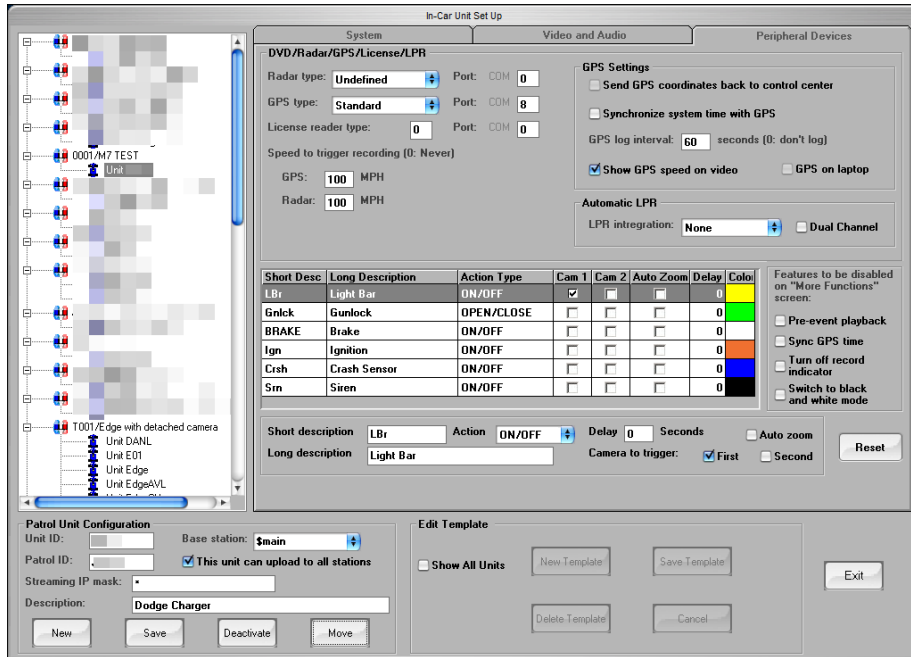 In-Car Unit Set Up
System Video and Audio Peripheral Devices
0001/M7 TEST
Unit
T001/Edge with detached camera
Unit DANL
Unit E01
Unit Edge
Unit EdgeAVL
DVD/Radar/GPS/License/LPR
Radar type: Undefined Port: COM 0
GPS type: Standard Port: COM 8
License reader type: 0 Port: COM 0
Speed to trigger recording (0: Never)
GPS: 100 MPH
Radar: 100 MPH
GPS Settings
Send GPS coordinates back to control center
Synchronize system time with GPS
GPS log interval: 60 seconds (0: don't log)
Show GPS speed on video GPS on laptop
Automatic LPR
LPR intregration: None Dual Channel
Short Desc Long Description Action Type Cam 1 Cam 2 Auto Zoom Delay Color
LBr Light Bar ON/OFF 0
Gnlck Gunlock OPEN/CLOSE 0
BRAKE Brake ON/OFF 0
Ign Ignition ON/OFF 0
Crsh Crash Sensor ON/OFF 0
Srn Siren ON/OFF 0
Features to be disabled
on "More Functions"
screen:
Pre-event playback
Sync GPS time
Turn off record
indicator
Switch to black
and white mode
Short description LBr Action ON/OFF Delay 0 Seconds Auto zoom
Long description Light Bar Camera to trigger: First Second
Reset
Patrol Unit Configuration
Unit ID: Base station: $main
Patrol ID: This unit can upload to all stations
Streaming IP mask: *
Description: Dodge Charger
New Save Deactivate Move
Edit Template
Show All Units New Template Save Template
Delete Template Cancel
Exit